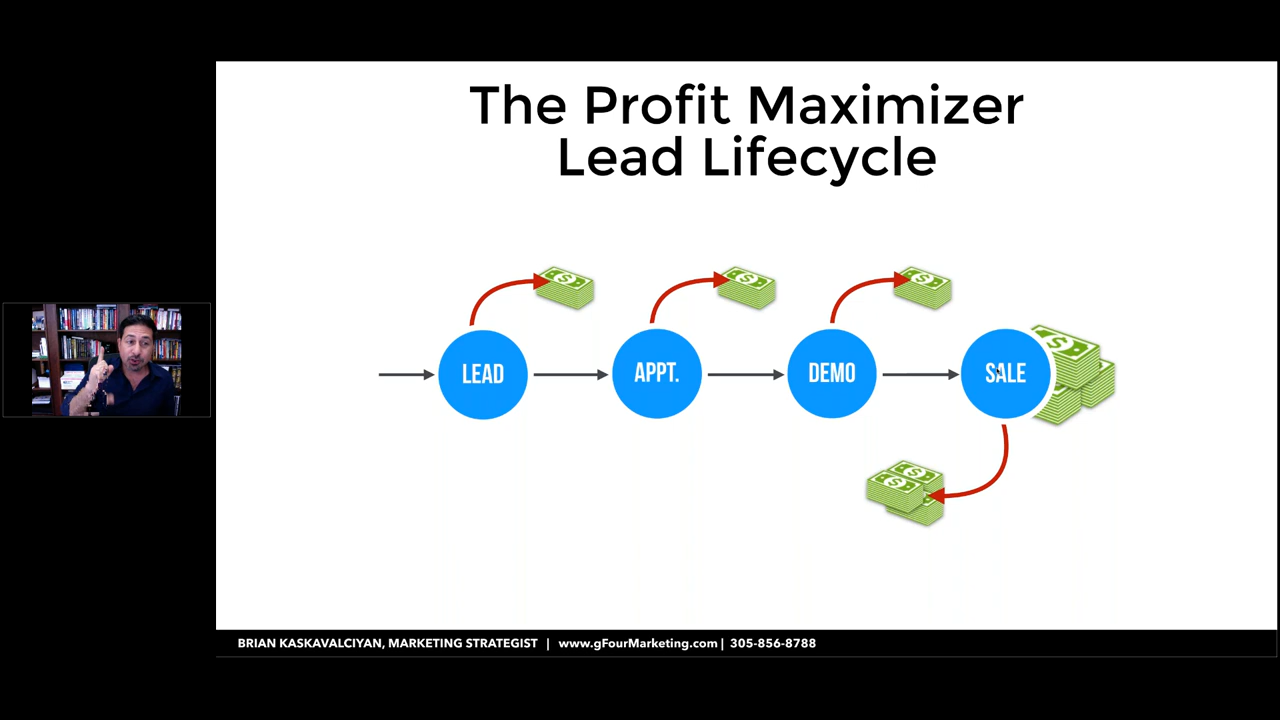 The Profit Maximizer
Lead Lifecycle
LEAD
APPT.
DEMO
SALE
BRIAN KASKAVALCIYAN, MARKETING STRATEGIST | www.gFourMarketing.com | 305-856-8788